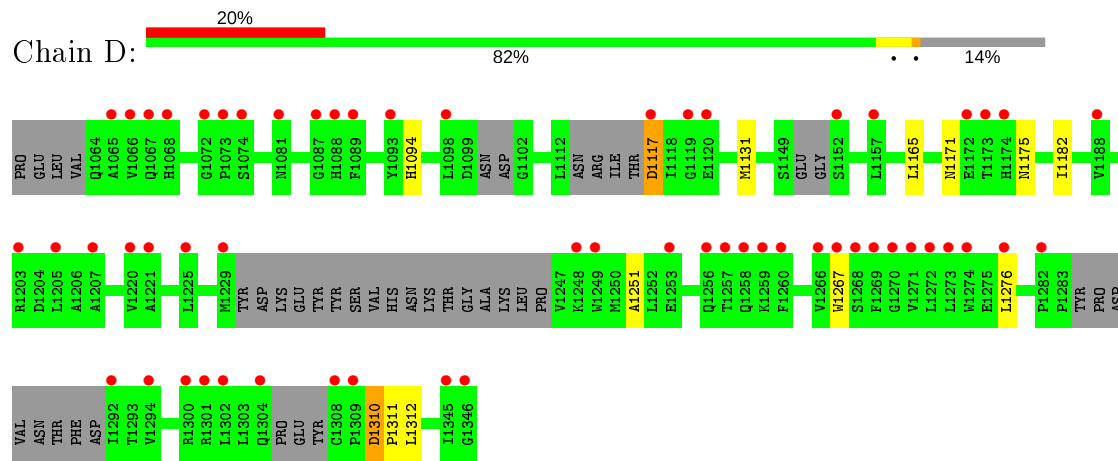 20%
Chain D:
82% • • 14%
PRO GLU LEU VAL Q1064 A1065 V1066 Q1067 H1068 G1072 P1073 S1074 N1081 G1087 H1088 F1089 Y1093 H1094 L1098 D1099 ASN ASP G1102 L1112 ASN ARG ILE THR D1117 I1118 G1119 E1120 M1131 S1149 GLU GLY S1152 L1157 L1165 N1171 E1172 T1173 H1174 N1175 I1182 V1188
R1203 D1204 L1205 A1206 A1207 V1220 A1221 L1225 M1229 TYR ASP LYS GLU TYR TYR SER VAL HIS ASN LYS THR GLY ALA LYS LEU PRO V1247 K1248 W1249 M1250 A1251 L1252 E1253 Q1256 T1257 Q1258 K1259 F1260 V1266 W1267 S1268 F1269 G1270 V1271 L1272 L1273 W1274 E1275 L1276 P1282 P1283 TYR PRO ASP
VAL ASN THR PHE ASP I1292 T1293 V1294 R1300 R1301 L1302 L1303 Q1304 PRO GLU TYR C1308 P1309 D1310 P1311 L1312 I1345 G1346